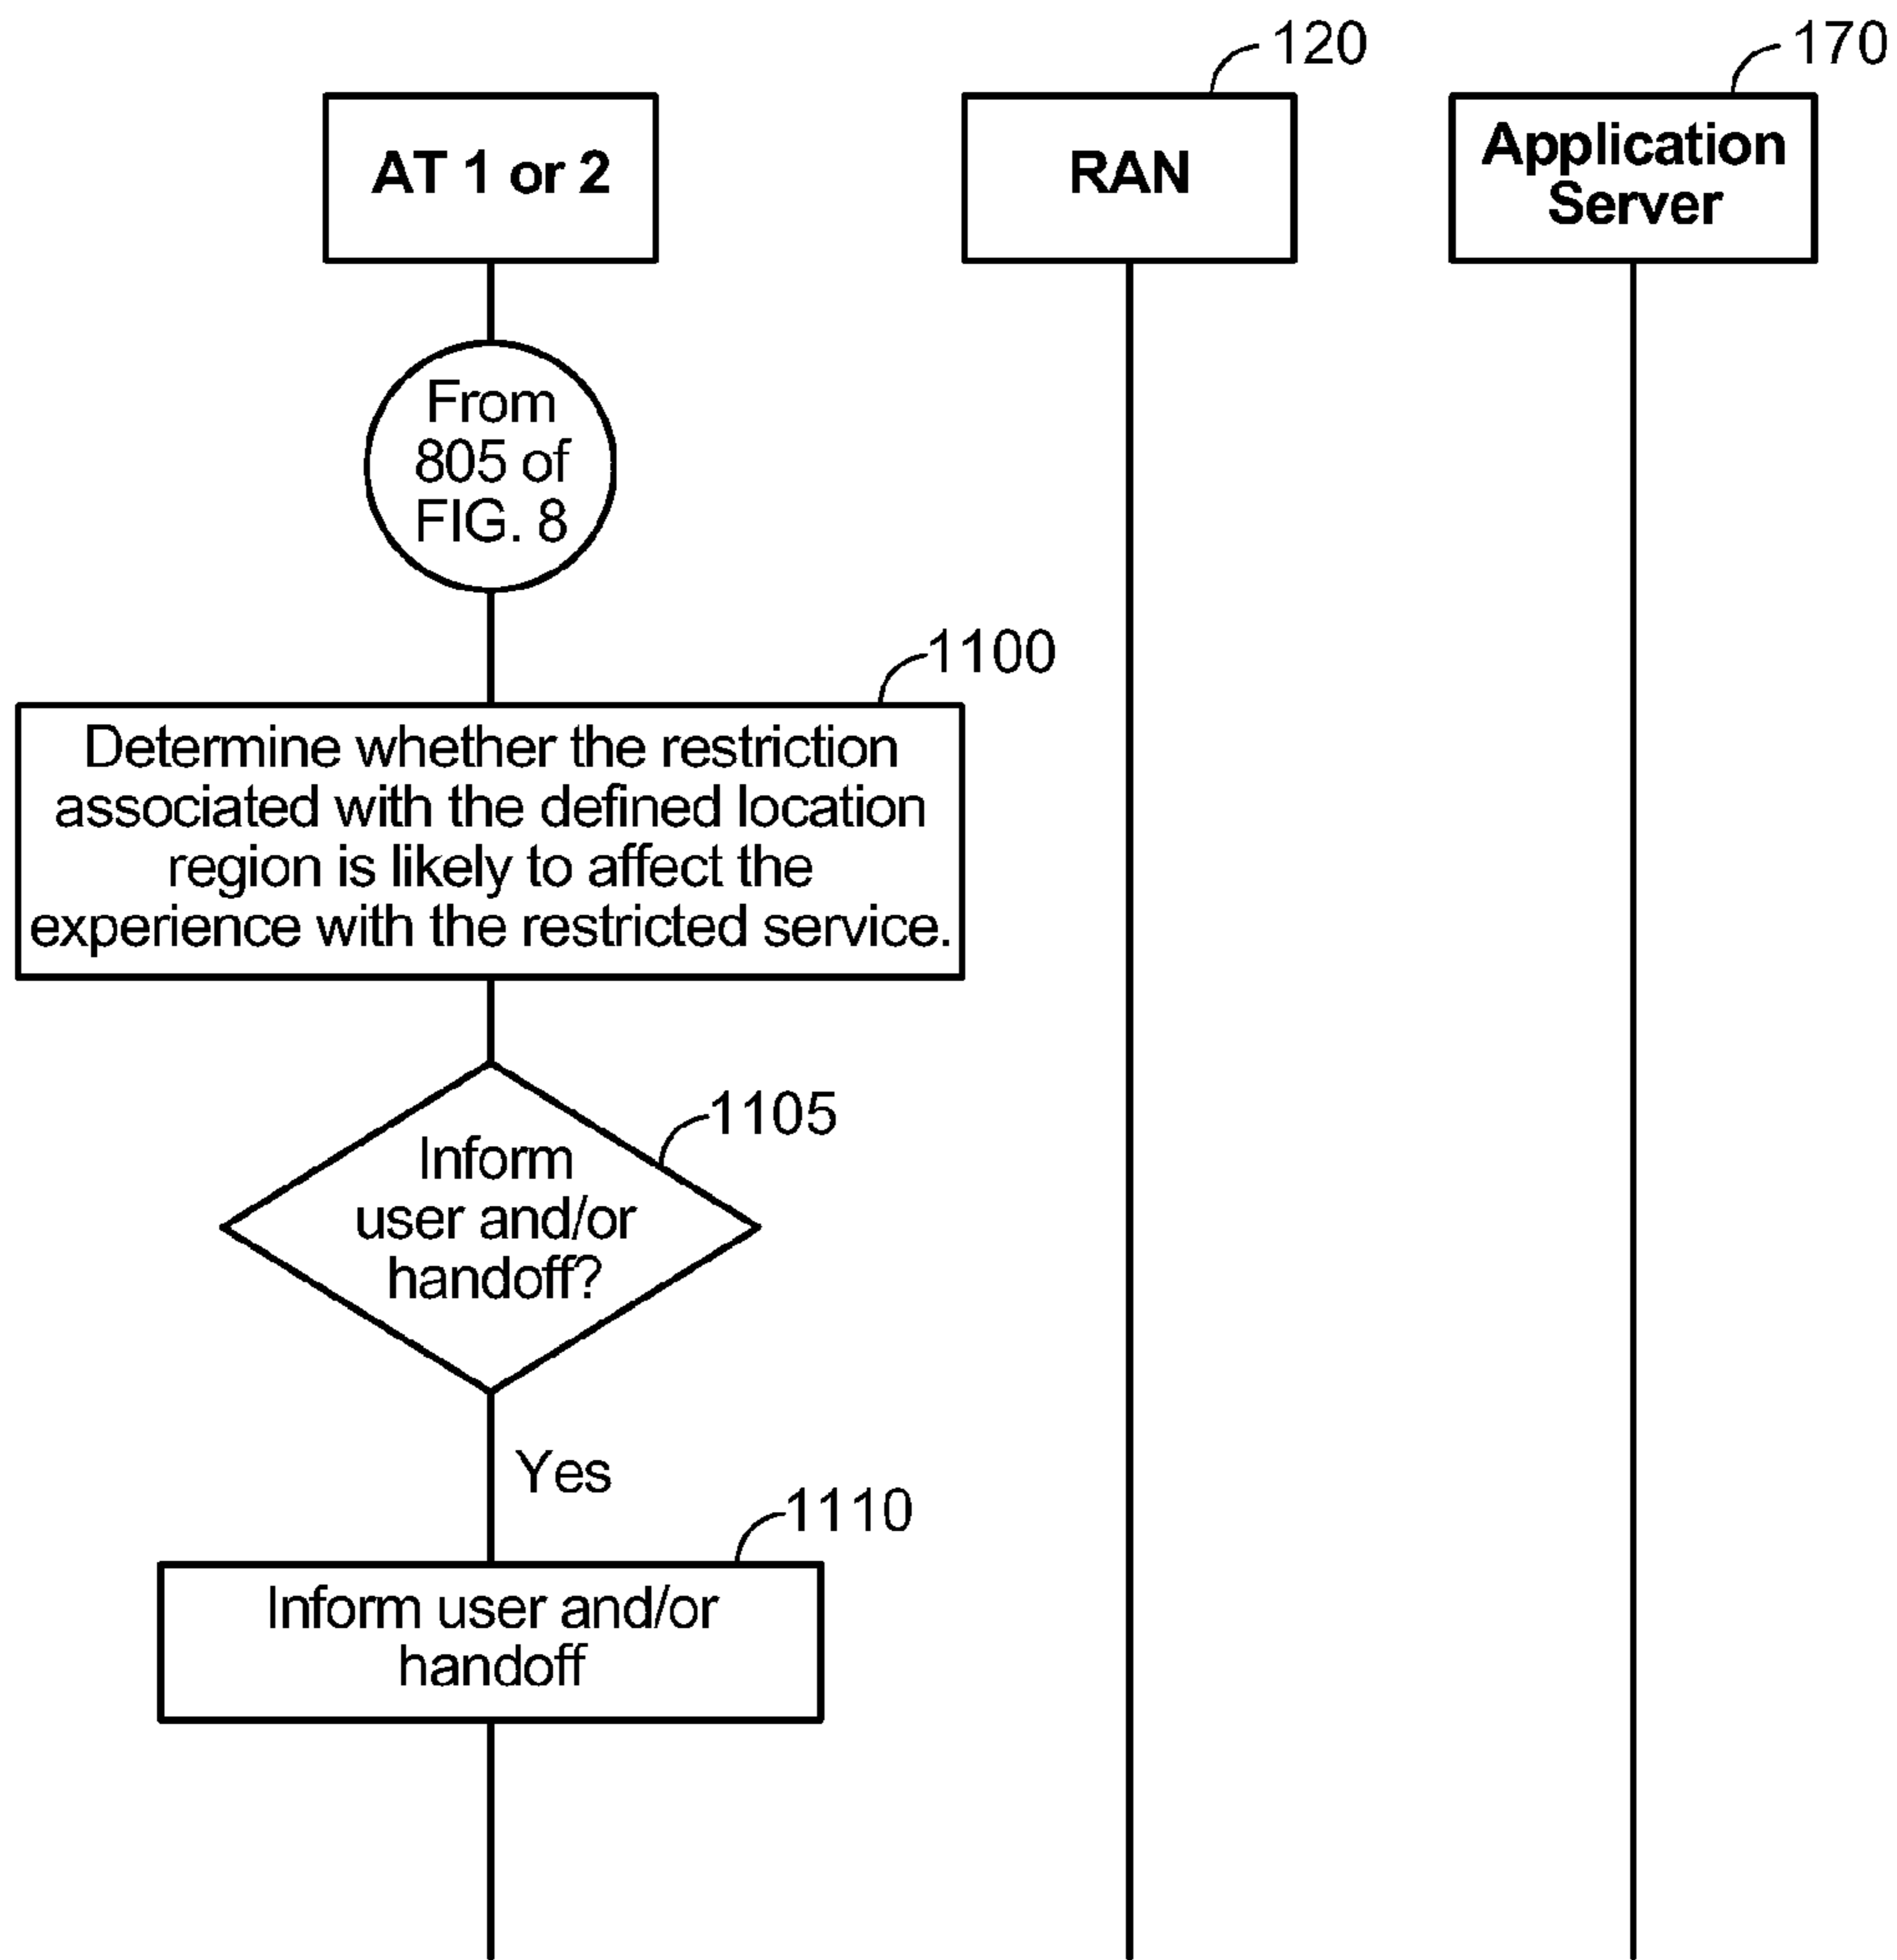 120
170
AT 1 or 2
RAN
Application
Server
From
805 of
FIG. 8
1100
Determine whether the restriction
associated with the defined location
region is likely to affect the
experience with the restricted service.
1105
Inform
user and/or
handoff?
Yes
1110
Inform user and/or
handoff